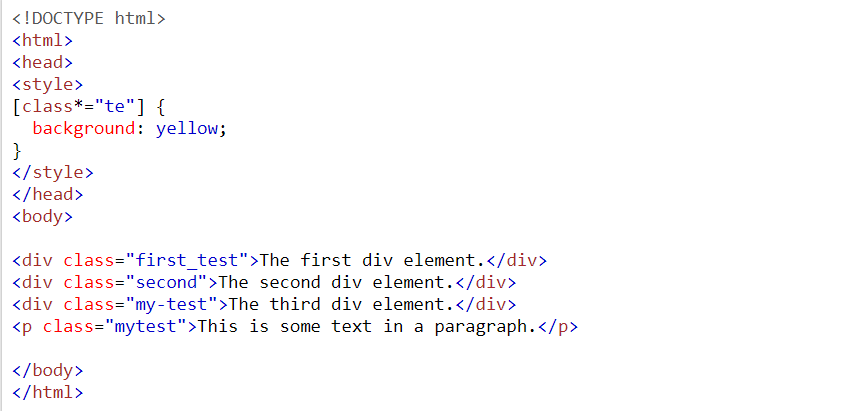 <!DOCTYPE html>
<html>
<head>
<style>
[class*="te"] {
  background: yellow;
}
</style>
</head>
<body>

<div class="first_test">The first div element.</div>
<div class="second">The second div element.</div>
<div class="my-test">The third div element.</div>
<p class="mytest">This is some text in a paragraph.</p>

</body>
</html>